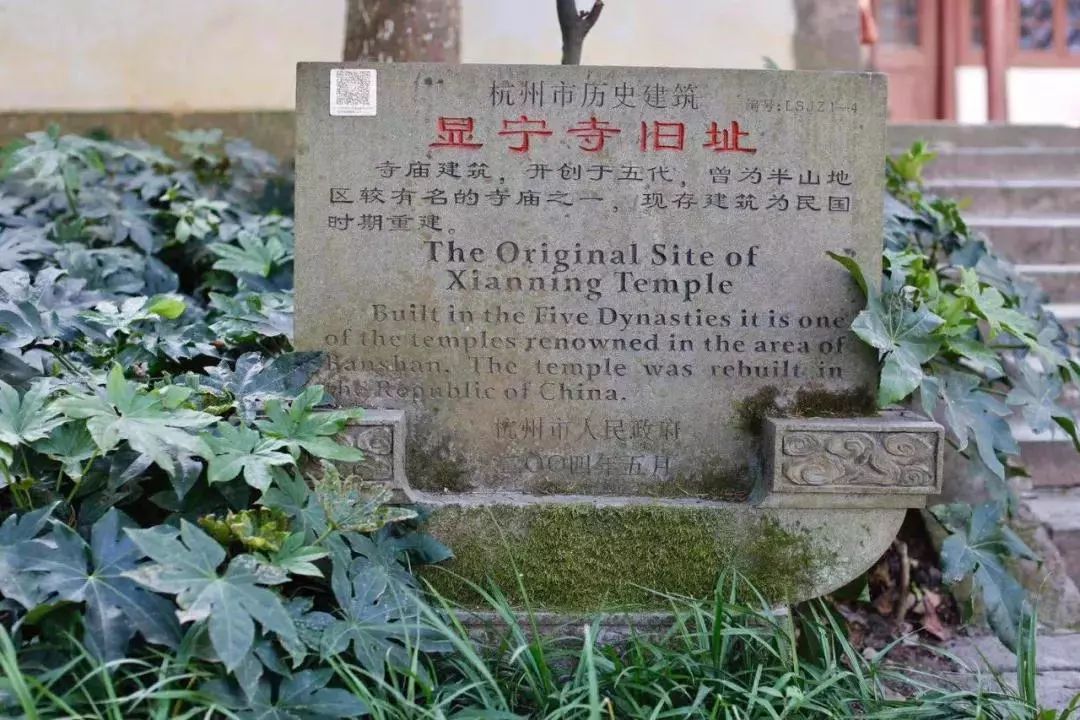 杭州市历史建筑
编号:LSJZ1-4
显宁寺旧址
寺庙建筑，开创于五代，曾为半山地
区较有名的寺庙之一，现存建筑为民国
时期重建。
The Original Site of
Xianning Temple
Built in the Five Dynasties it is one
of the temples renowned in the area of
Banshan. The temple was rebuilt in
the Republic of China.
杭州市人民政府
二〇〇四年五月